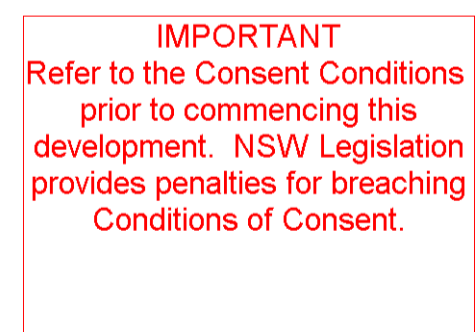 IMPORTANT
Refer to the Consent Conditions
prior to commencing this
development.  NSW Legislation
provides penalties for breaching
Conditions of Consent.